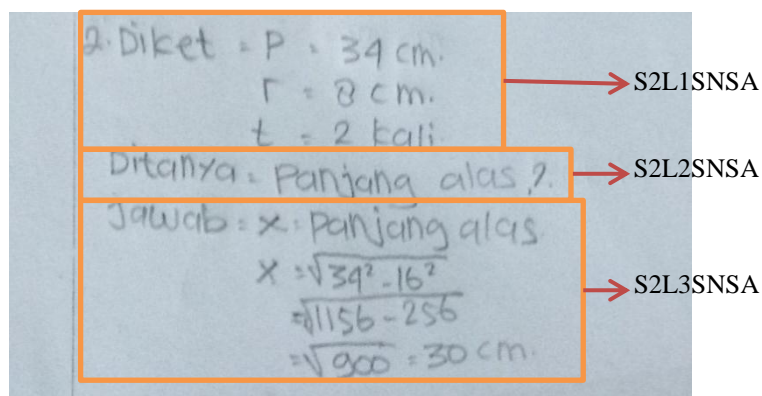 2. Diket = P = 34 cm.
r = 8 cm.
t = 2 kali.
S2L1SNSA
Ditanya = Panjang alas ?.
S2L2SNSA
Jawab = x = panjang alas.
x = √34² - 16²
= √1156 - 256
= √900 = 30 cm.
S2L3SNSA